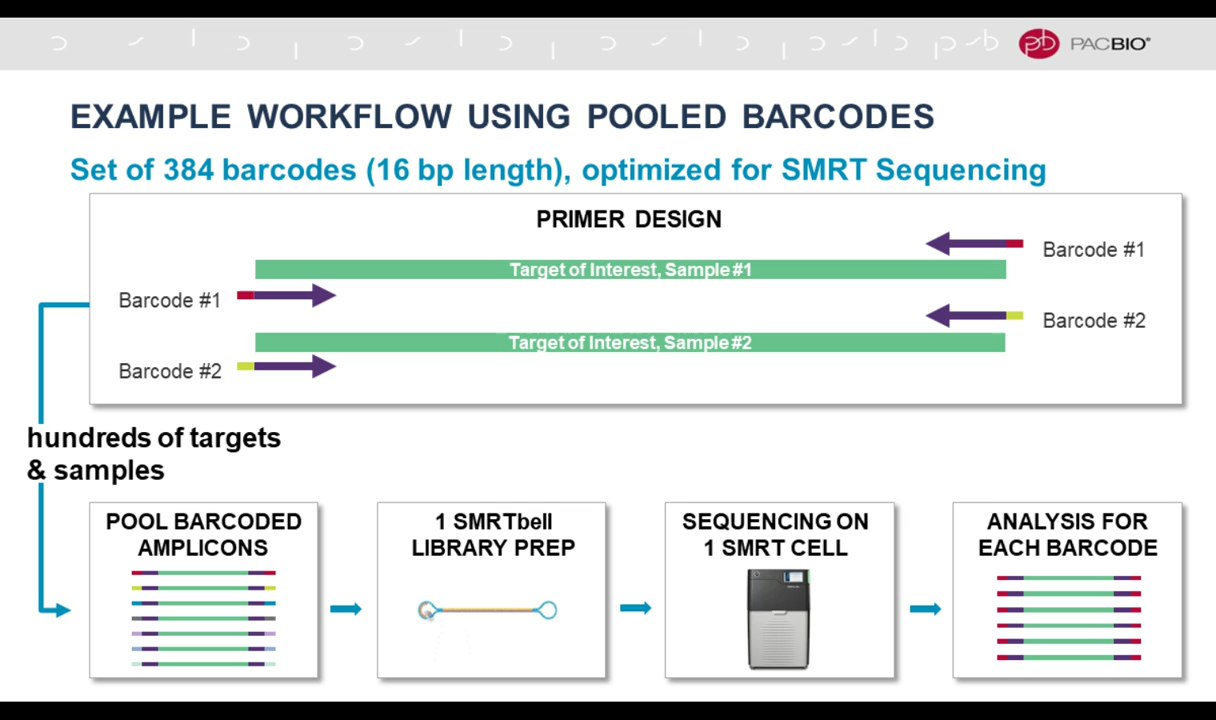 PACBIO®
EXAMPLE WORKFLOW USING POOLED BARCODES
Set of 384 barcodes (16 bp length), optimized for SMRT Sequencing
PRIMER DESIGN
Barcode #1
Target of Interest, Sample #1
Barcode #1
Barcode #2
Target of Interest, Sample #2
Barcode #2
hundreds of targets
& samples
POOL BARCODED
AMPLICONS
1 SMRTbell
LIBRARY PREP
SEQUENCING ON
1 SMRT CELL
ANALYSIS FOR
EACH BARCODE